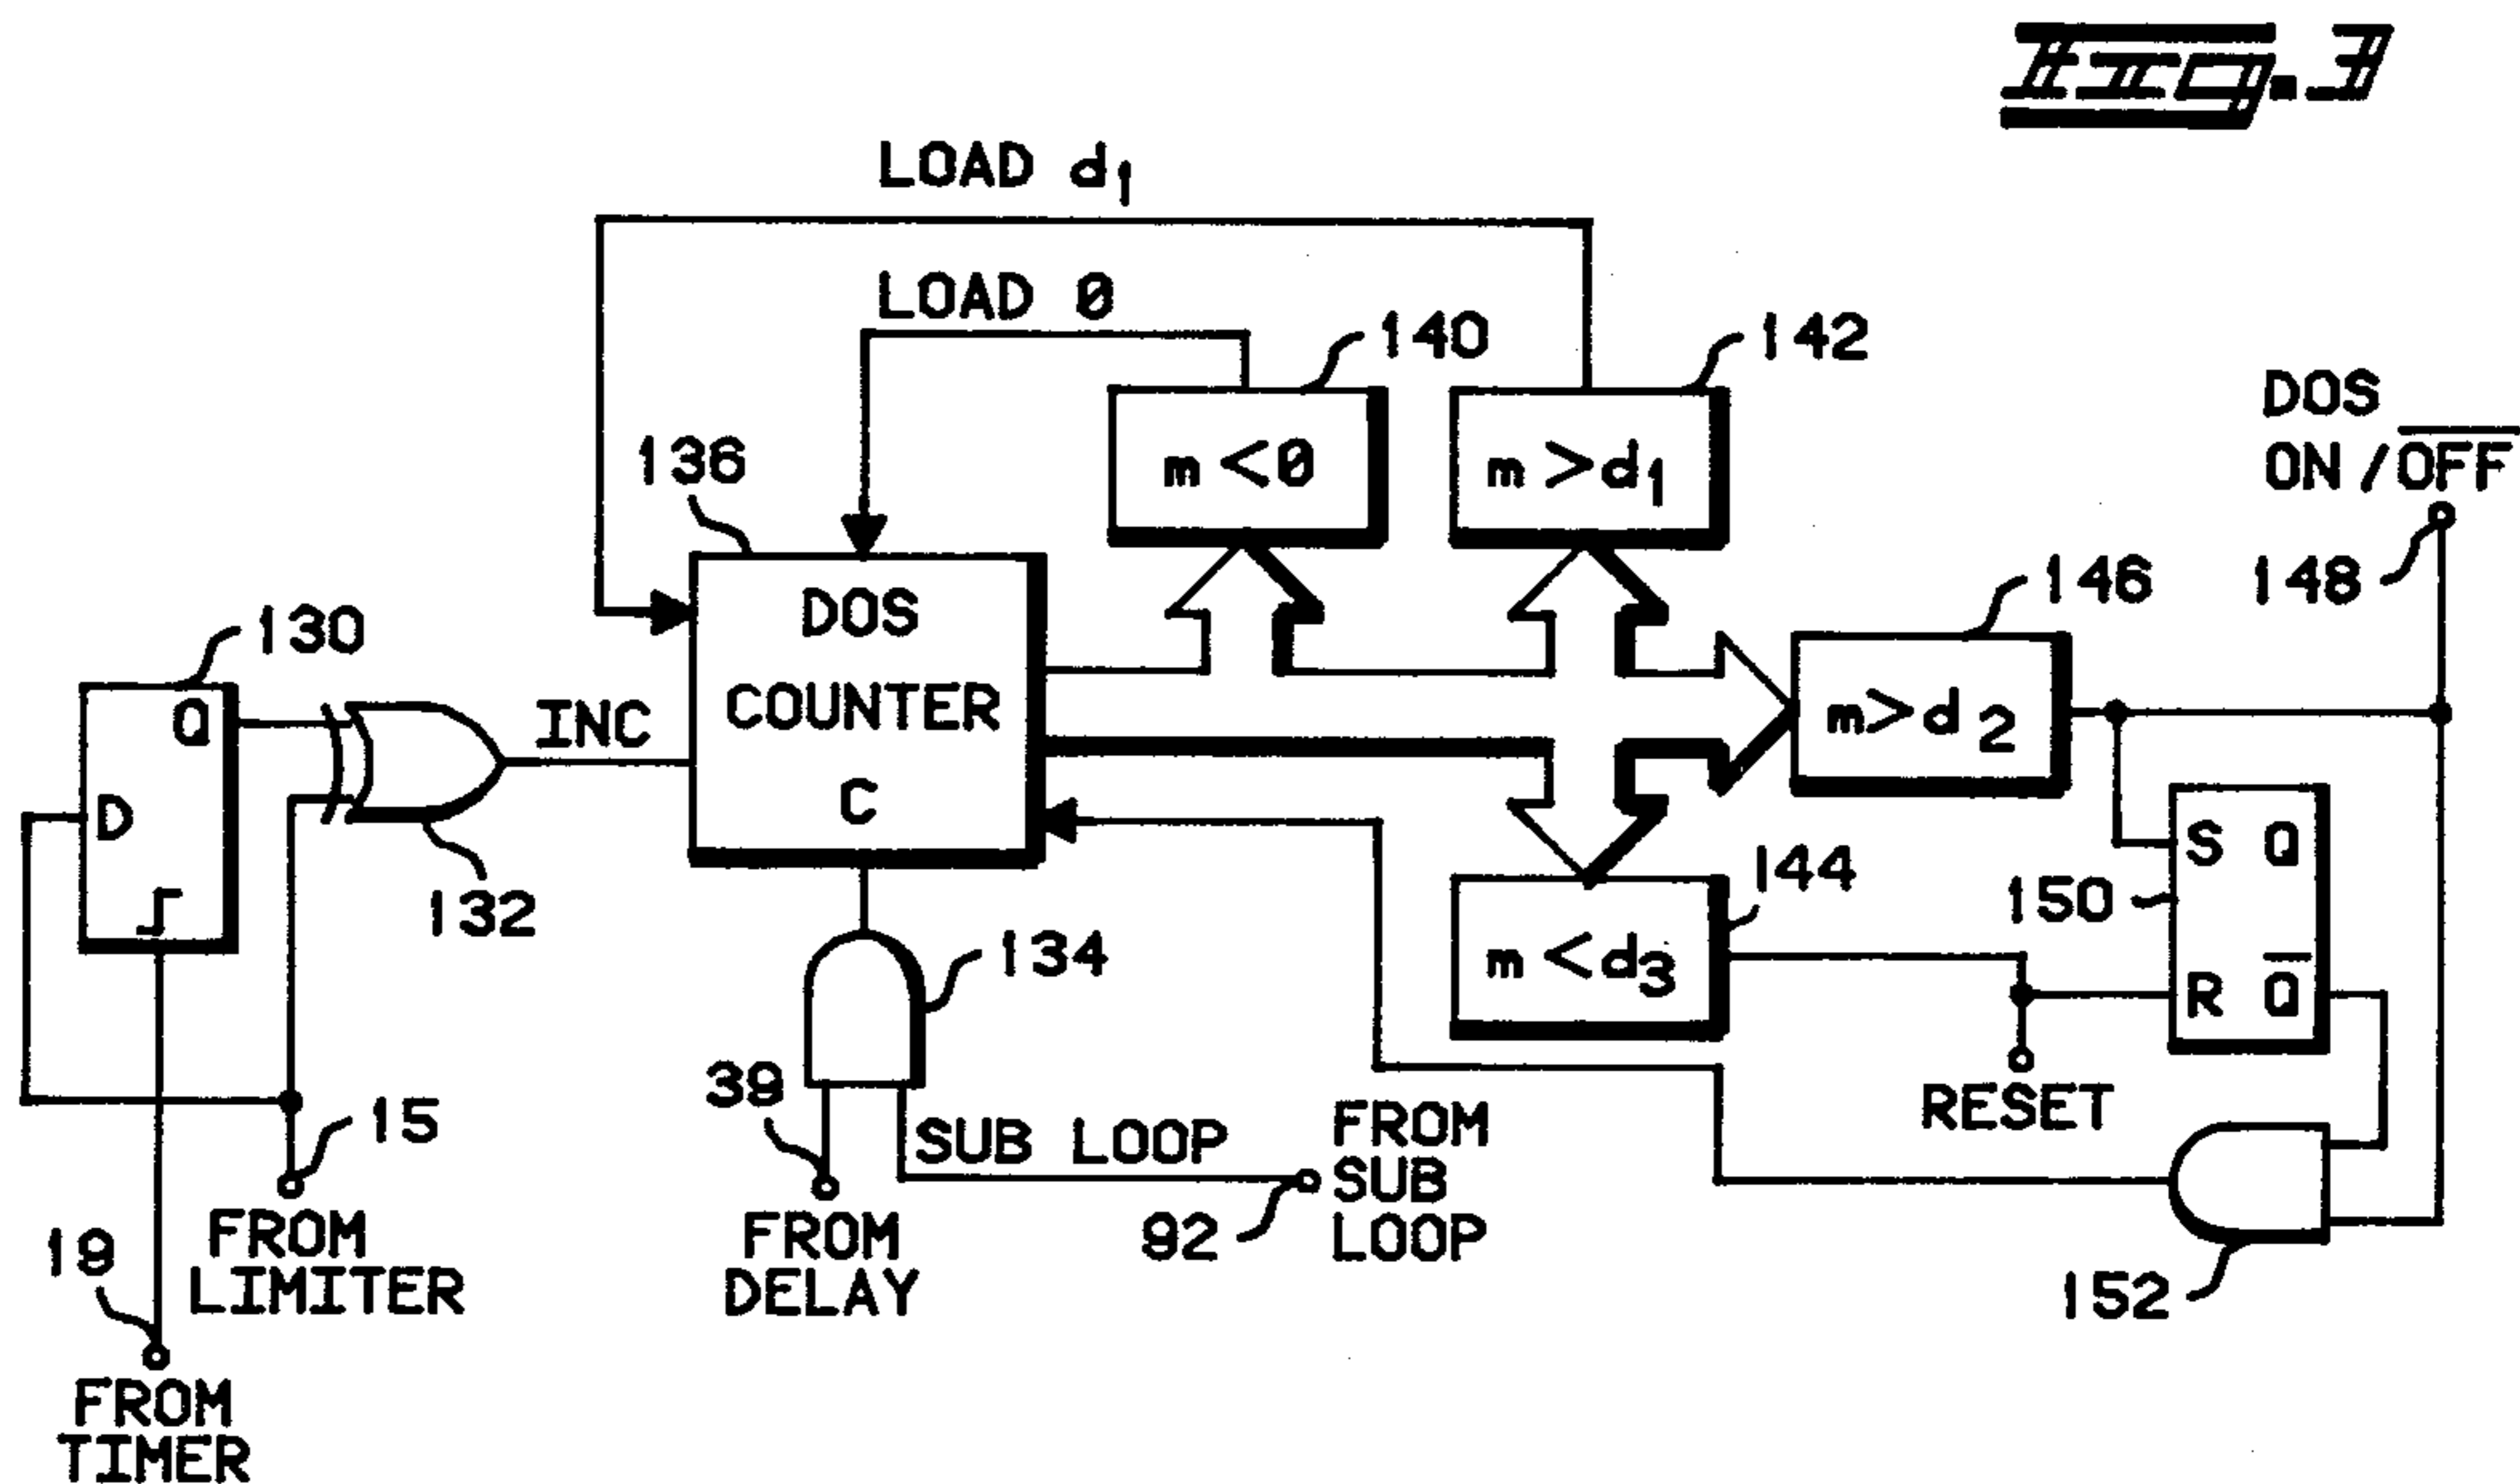 Fig. 3
LOAD d1
LOAD 0
140
142
DOS
ON / OFF
136
m < 0
m > d1
148
146
130
DOS
COUNTER
C
m > d2
Q
D
INC
132
S Q
150
R Q
144
m < d3
134
39
SUB LOOP
FROM
SUB
LOOP
92
RESET
15
FROM
LIMITER
FROM
DELAY
152
19
FROM
TIMER